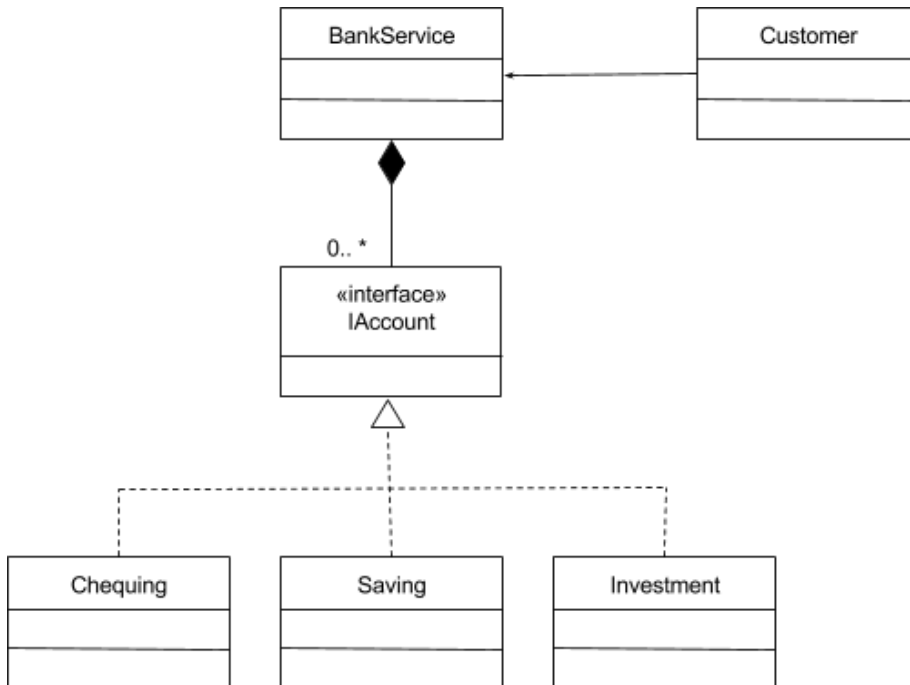 BankService
Customer
0.. *
«interface»
IAccount
Chequing
Saving
Investment